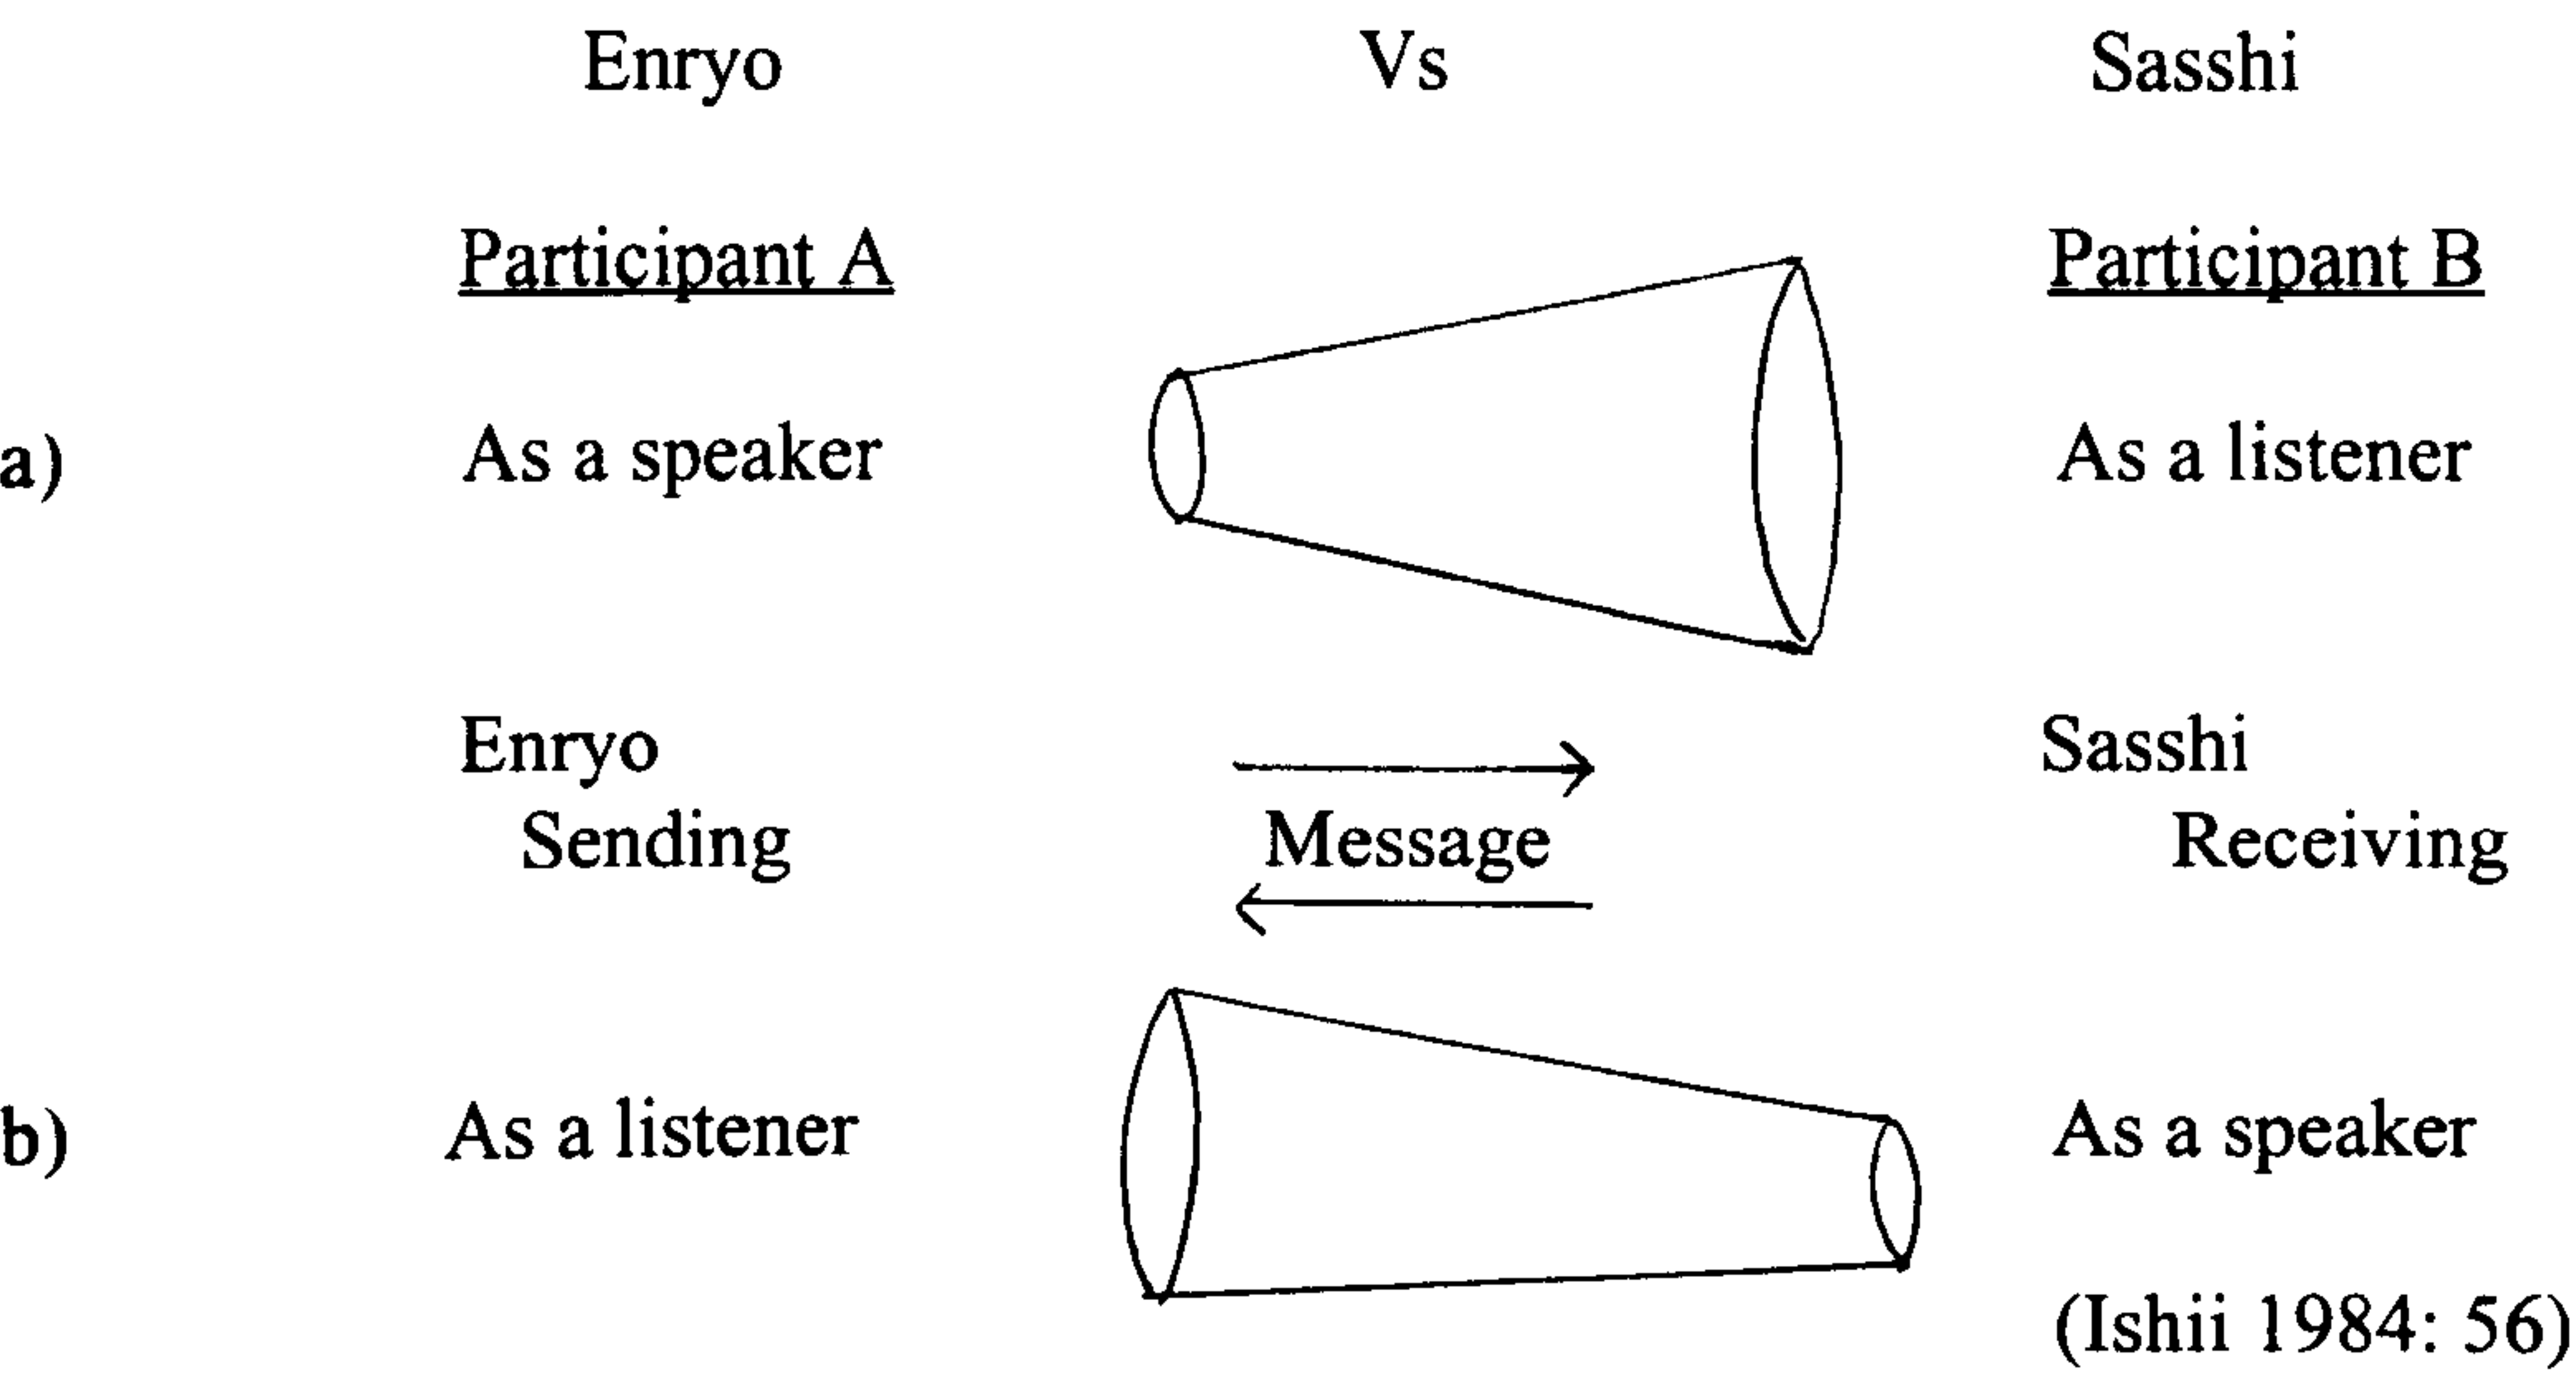 Enryo Vs Sasshi
Participant A Participant B
a) As a speaker As a listener
Enryo Sasshi
Sending Message Receiving
b) As a listener As a speaker
(Ishii 1984: 56)